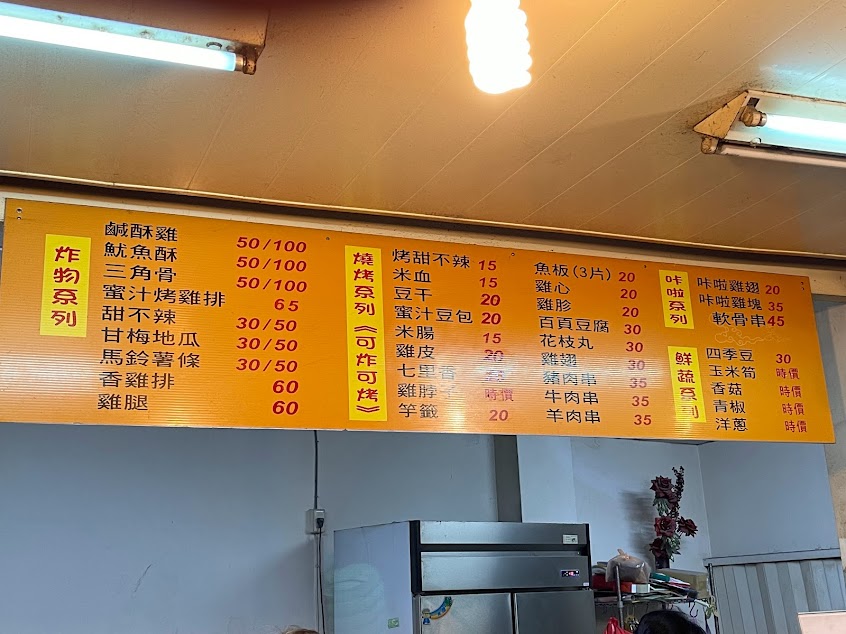 炸物系列
鹹酥雞 50/100
魷魚酥 50/100
三角骨 50/100
蜜汁烤雞排 65
甜不辣 30/50
甘梅地瓜 30/50
馬鈴薯條 30/50
香雞排 60
雞腿 60
燒烤系列《可炸可烤》
烤甜不辣 15
米血 15
豆干 20
蜜汁豆包 20
米腸 15
雞皮 20
七里香
雞脖子 時價
竽籤 20
魚板(3片) 20
雞心 20
雞胗 20
百頁豆腐 30
花枝丸 30
雞翅 30
豬肉串 35
牛肉串 35
羊肉串 35
咔啦系列
咔啦雞翅 20
咔啦雞塊 35
軟骨串 45
鮮蔬系列
四季豆 30
玉米筍 時價
香菇 時價
青椒 時價
洋蔥 時價